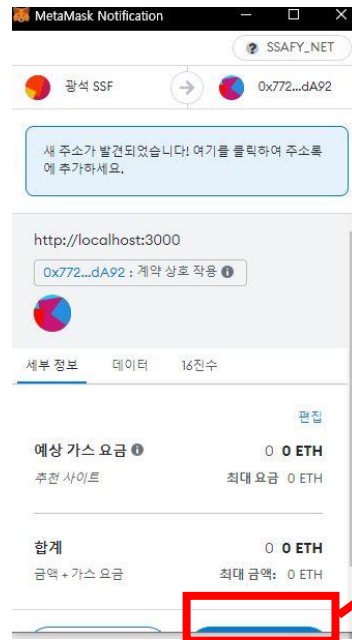 MetaMask Notification
? SSAFY_NET
광석 SSF
0x772...dA92
새 주소가 발견되었습니다! 여기를 클릭하여 주소록
에 추가하세요.
http://localhost:3000
0x772...dA92 : 계약 상호 작용
세부 정보 데이터 16진수
편집
예상 가스 요금 0 0 ETH
추천 사이트 최대 요금 0 ETH
합계 0 0 ETH
금액 + 가스 요금 최대 금액: 0 ETH